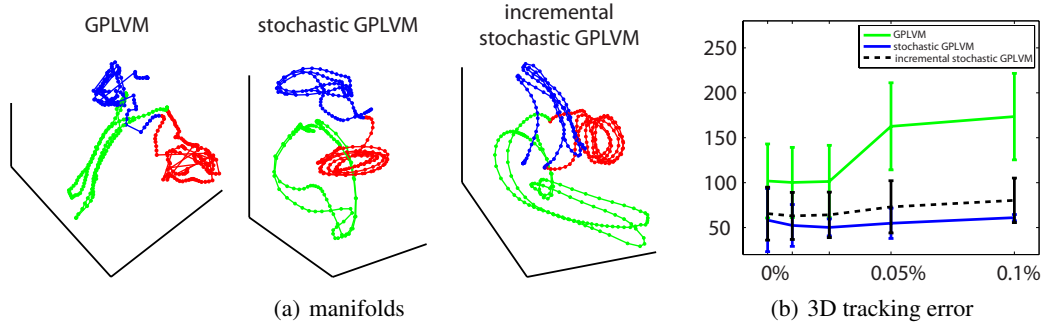 GPLVM
stochastic GPLVM
incremental
stochastic GPLVM
(a) manifolds
250
200
150
100
50
0%
0.05%
0.1%
GPLVM
stochastic GPLVM
incremental stochastic GPLVM
(b) 3D tracking error